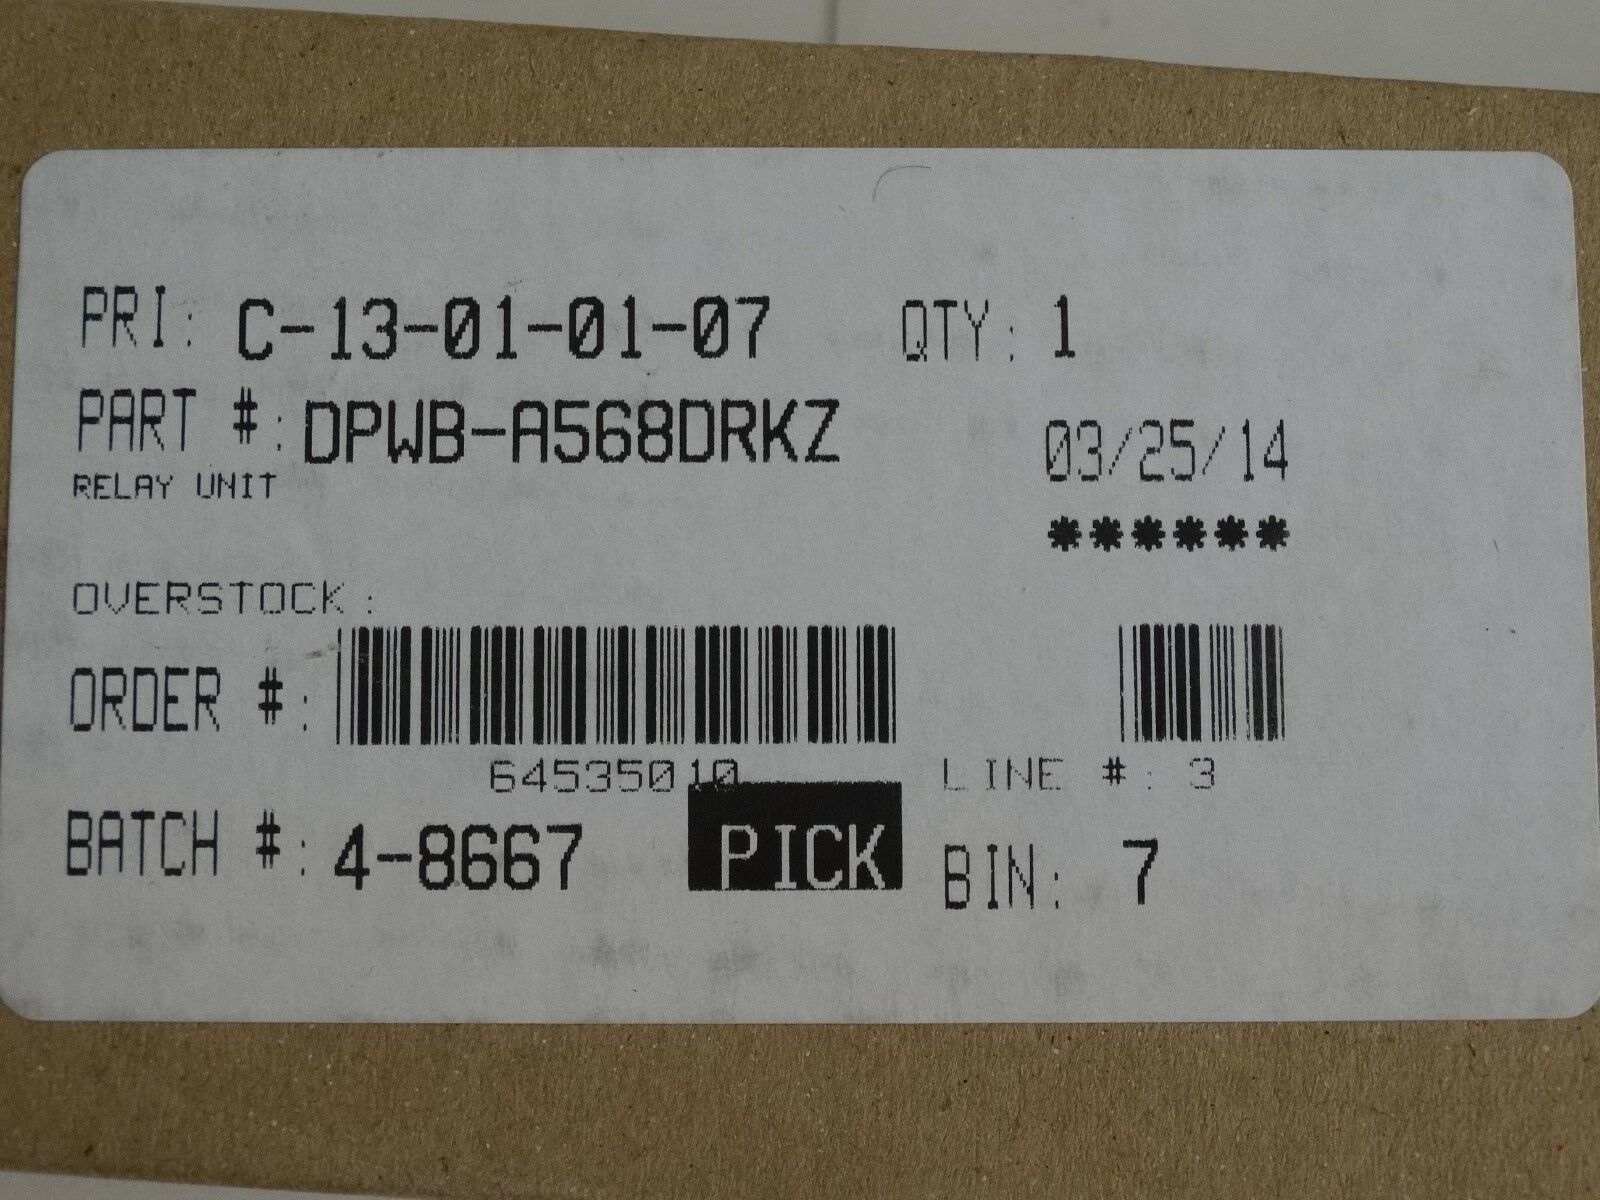 PRI: C-13-01-01-07 QTY: 1
PART #: DPWB-A568DRKZ
RELAY UNIT
03/25/14
******
OVERSTOCK:
ORDER #:
64535010 LINE #: 3
BATCH #: 4-8667 PICK BIN: 7